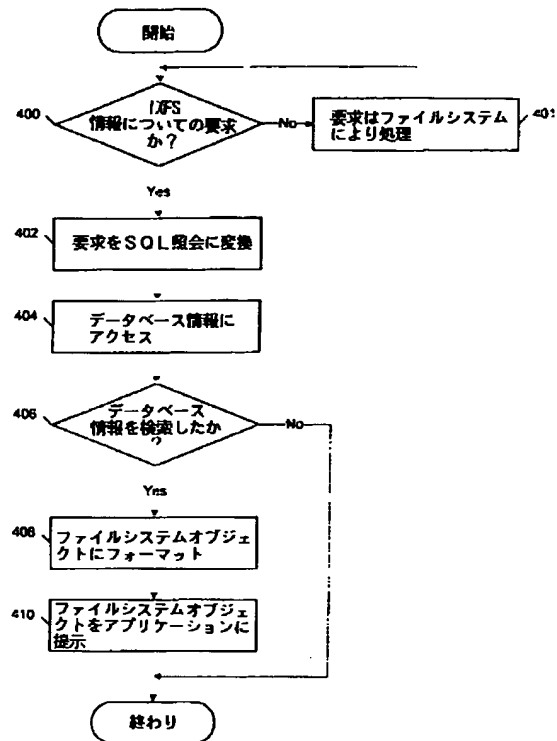 開始
400
IXFS
情報についての要求
か?
No
要求はファイルシステム
により処理
401
Yes
402
要求をSQL照会に変換
404
データベース情報に
アクセス
406
データベース
情報を検索したか
?
No
Yes
408
ファイルシステムオブジェ
クトにフォーマット
410
ファイルシステムオブジェ
クトをアプリケーションに
提示
終わり